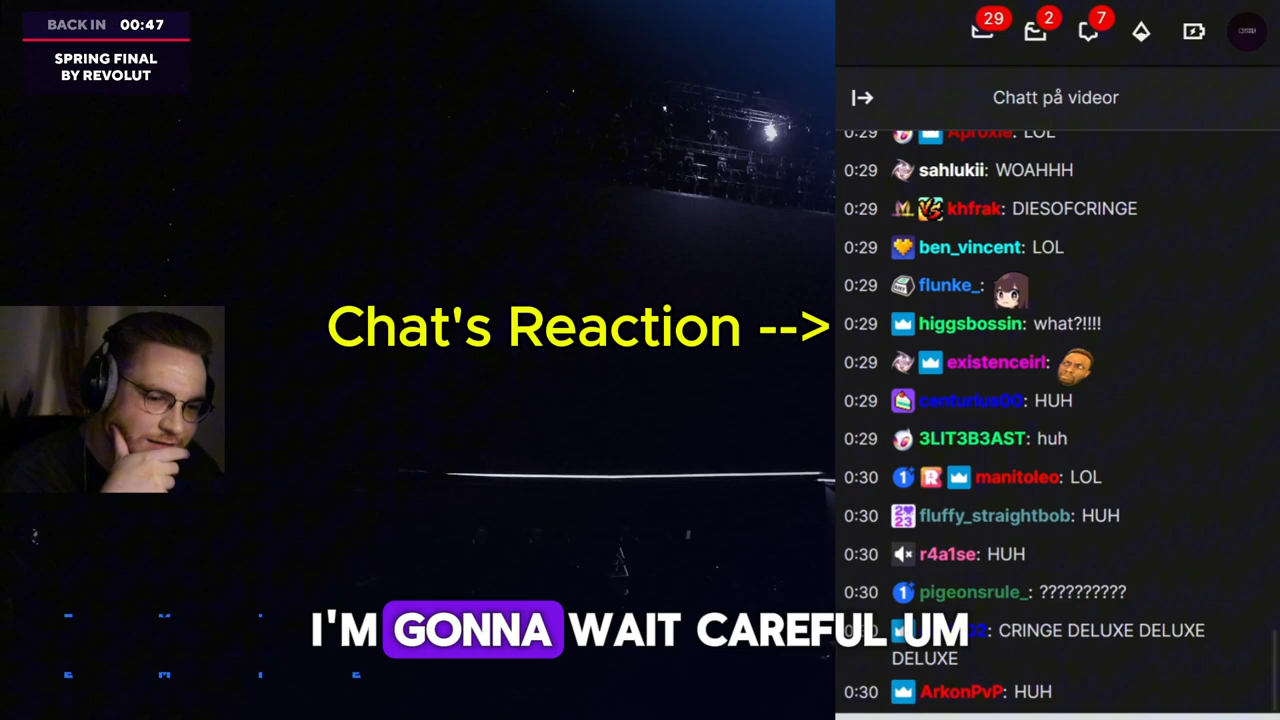 BACK IN 00:47
SPRING FINAL
BY REVOLUT
29
2
7
Chatt på videor
0:29 Aproxie: LOL
0:29 sahlukii: WOAHHH
0:29 khfrak: DIESOFCRINGE
0:29 ben_vincent: LOL
0:29 flunke_:
0:29 higgsbossin: what?!!!!
0:29 existenceirl:
0:29 centurius00: HUH
0:29 3LIT3B3AST: huh
0:30 manitoleo: LOL
0:30 fluffy_straightbob: HUH
0:30 r4a1se: HUH
0:30 pigeonsrule_: ??????????
: CRINGE DELUXE DELUXE
DELUXE
0:30 ArkonPvP: HUH
Chat's Reaction -->
I'M GONNA WAIT CAREFUL UM